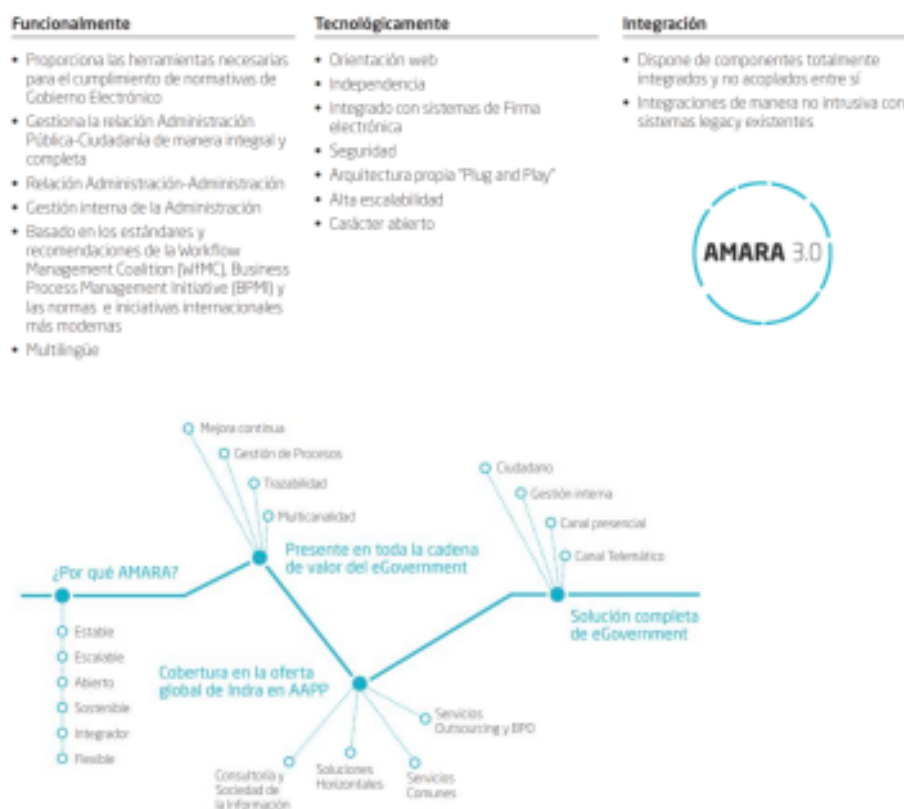 Funcionalmente
• Proporciona las herramientas necesarias
para el cumplimiento de normativas de
Gobierno Electrónico
• Gestiona la relación Administración
Pública-Ciudadanía de manera integral y
completa
• Relación Administración-Administración
• Gestión interna de la Administración
• Basado en los estándares y
recomendaciones de la Workflow
Management Coalition (WfMC), Business
Process Management Initiative (BPMI) y
las normas e iniciativas internacionales
más modernas
• Multilingüe
Tecnológicamente
• Orientación web
• Independencia
• Integrado con sistemas de Firma
electrónica
• Seguridad
• Arquitectura propia "Plug and Play"
• Alta escalabilidad
• Carácter abierto
Integración
• Dispone de componentes totalmente
integrados y no acoplados entre sí
• Integraciones de manera no intrusiva con
sistemas legacy existentes
AMARA 3.0
¿Por qué AMARA?
Estable
Escalable
Abierto
Sostenible
Integrador
Flexible
Mejora continua
Gestión de Procesos
Trazabilidad
Multicanalidad
Presente en toda la cadena
de valor del eGovernment
Cobertura en la oferta
global de Indra en AAPP
Consultoría y
Sociedad de
la Información
Soluciones
Horizontales
Servicios
Comunes
Servicios
Outsourcing y BPO
Ciudadano
Gestión interna
Canal presencial
Canal Telemático
Solución completa
de eGovernment